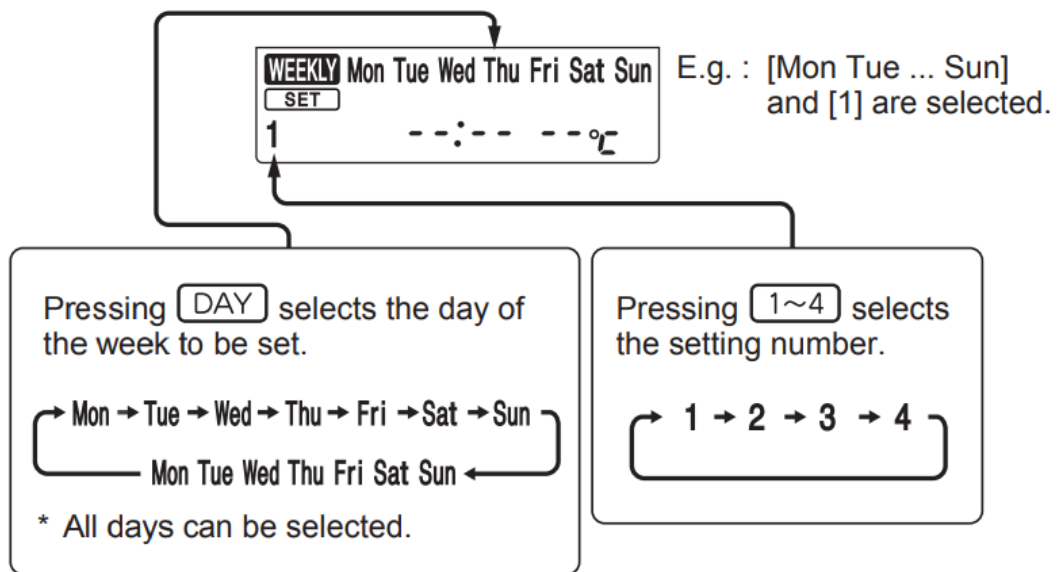 WEEKLY Mon Tue Wed Thu Fri Sat Sun
SET
1 --:-- --℃
E.g. : [Mon Tue ... Sun]
and [1] are selected.
Pressing DAY selects the day of
the week to be set.
Mon → Tue → Wed → Thu → Fri → Sat → Sun
Mon Tue Wed Thu Fri Sat Sun
* All days can be selected.
Pressing 1~4 selects
the setting number.
1 → 2 → 3 → 4